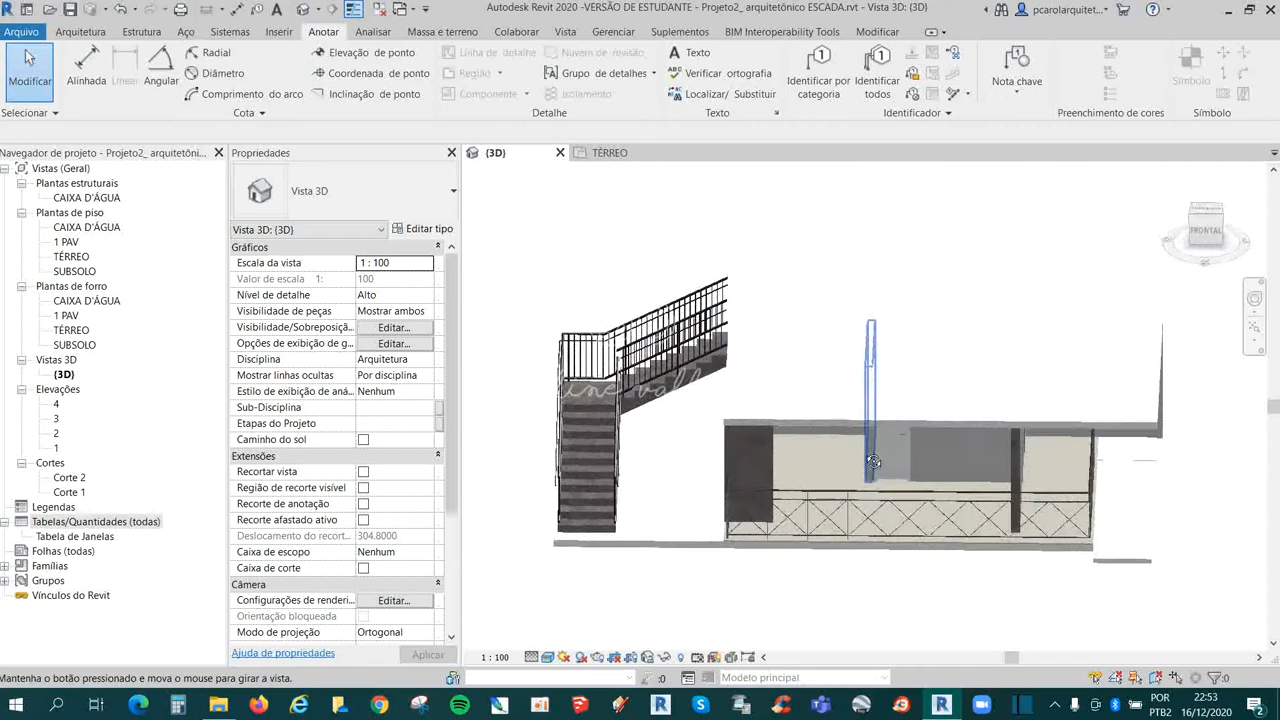 Autodesk Revit 2020 -VERSÃO DE ESTUDANTE - Projeto2_ arquitetônico ESCADA.rvt - Vista 3D: {3D}
pcarolarquitet...
Arquivo Arquitetura Estrutura Aço Sistemas Inserir Anotar Analisar Massa e terreno Colaborar Vista Gerenciar Suplementos BIM Interoperability Tools Modificar
Modificar Alinhada Linear Angular
Radial
Diâmetro
Comprimento do arco
Elevação de ponto
Coordenada de ponto
Inclinação de ponto
Linha de detalhe
Região
Componente
Nuvem de revisão
Grupo de detalhes
Isolamento
Texto
Verificar ortografia
Localizar/ Substituir
Identificar por categoria
Identificar todos
Nota chave
Símbolo
Selecionar Cota Detalhe Texto Identificador Preenchimento de cores Símbolo
Navegador de projeto - Projeto2_ arquitetôni...
Vistas (Geral)
Plantas estruturais
CAIXA D'ÁGUA
Plantas de piso
CAIXA D'ÁGUA
1 PAV
TÉRREO
SUBSOLO
Plantas de forro
CAIXA D'ÁGUA
1 PAV
TÉRREO
SUBSOLO
Vistas 3D
{3D}
Elevações
4
3
2
1
Cortes
Corte 2
Corte 1
Legendas
Tabelas/Quantidades (todas)
Tabela de Janelas
Folhas (todas)
Famílias
Grupos
Vínculos do Revit
Propriedades
Vista 3D
Vista 3D: {3D} Editar tipo
Gráficos
Escala da vista 1 : 100
Valor de escala 1: 100
Nível de detalhe Alto
Visibilidade de peças Mostrar ambos
Visibilidade/Sobreposiçã... Editar...
Opções de exibição de g... Editar...
Disciplina Arquitetura
Mostrar linhas ocultas Por disciplina
Estilo de exibição de aná... Nenhum
Sub-Disciplina
Etapas do Projeto
Caminho do sol
Extensões
Recortar vista
Região de recorte visível
Recorte de anotação
Recorte afastado ativo
Deslocamento do recort... 304.8000
Caixa de escopo Nenhum
Caixa de corte
Câmera
Configurações de renderi... Editar...
Orientação bloqueada
Modo de projeção Ortogonal
Ajuda de propriedades Aplicar
{3D} TÉRREO
FRONTAL
1 : 100
Mantenha o botão pressionado e mova o mouse para girar a vista.
:0
Modelo principal
:0
POR
PTB2
22:53
16/12/2020